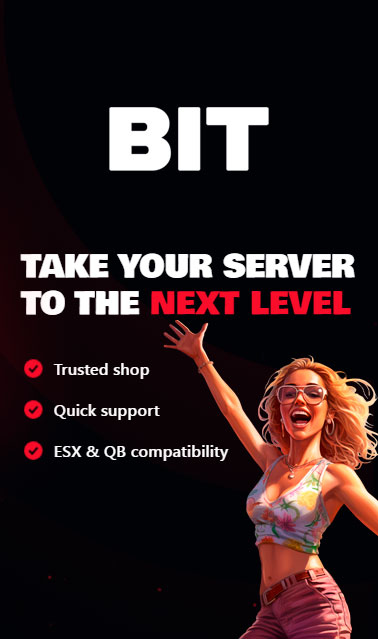 BIT
TAKE YOUR SERVER
TO THE NEXT LEVEL
Trusted shop
Quick support
ESX & QB compatibility